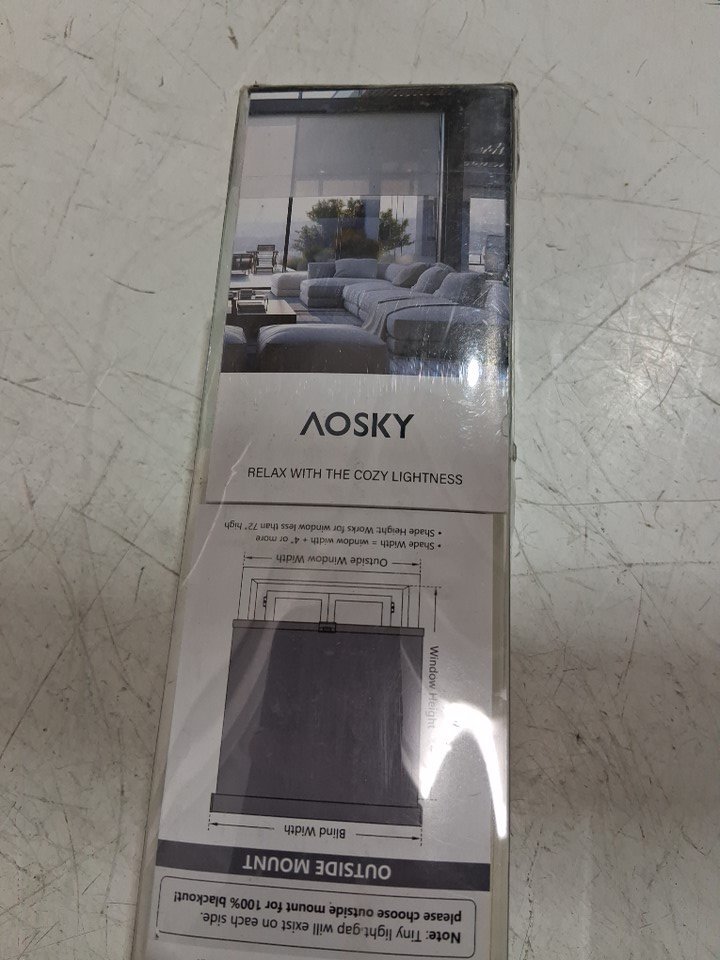 AOSKY
RELAX WITH THE COZY LIGHTNESS
Note: Tiny light gap will exist on each side.
please choose outside mount for 100% blackout!
OUTSIDE MOUNT
Blind Width
Window Height
Outside Window Width
• Shade Width = window width + 4" or more
• Shade Height: Works for window less than 72" high